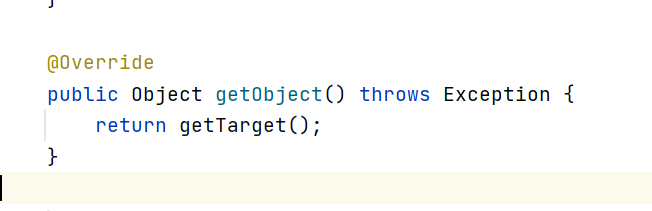 }
@Override
public Object getObject() throws Exception {
    return getTarget();
}